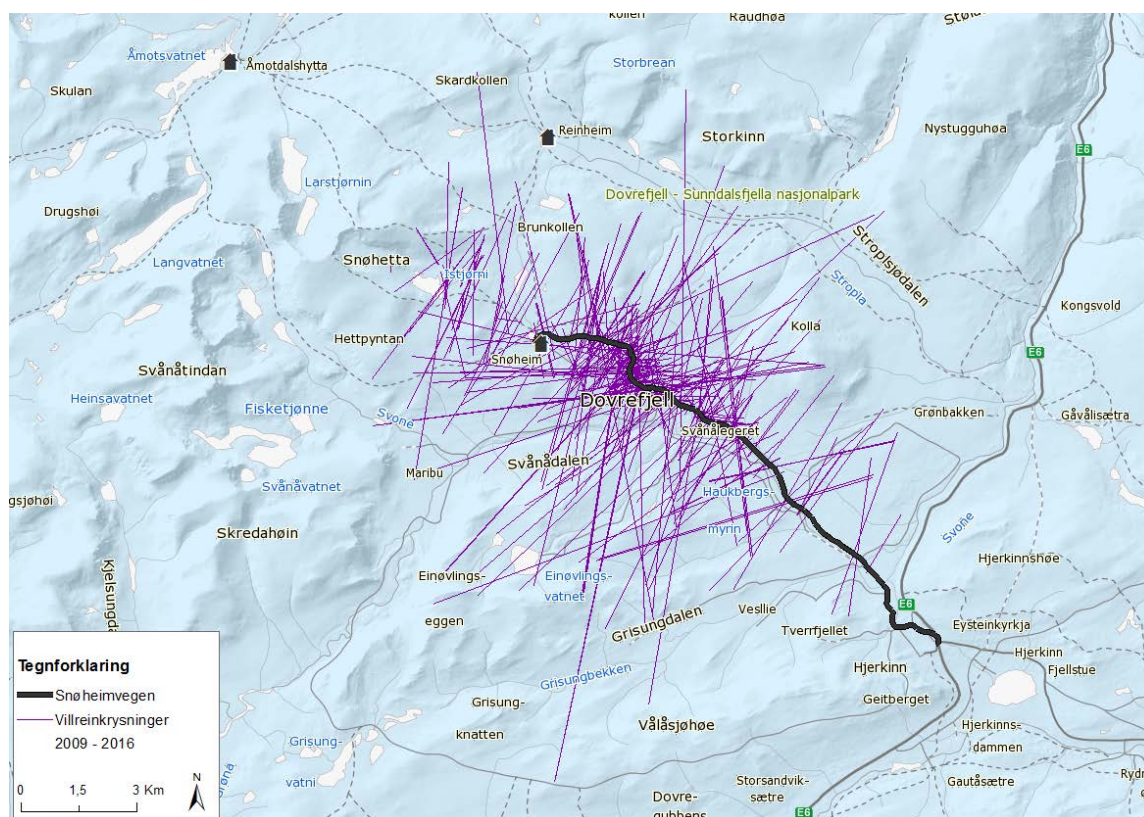 kollen
Raudhøa
Åmotsvatnet
Åmotdalshytta
Storbrean
Skardkollen
Skulan
Reinheim
Storkinn
Nystugguhøa
E6
Larstjørnin
Dovrefjell - Sunndalsfjella nasjonalpark
Drugshøi
Brunkollen
Stroplsjødalen
Langvatnet
Snøhetta
Istjørni
Stropla
Kongsvold
Hettpyntan
Kolla
Snøheim
E6
Svånåtindan
Heinsavatnet
Fisketjønne
Dovrefjell
Grønbakken
Svone
Gåvålisætra
Svånålegeret
Svånådalen
Maribu
Svånåvatnet
gsjøhøi
Haukbergs-
myrin
Skredahøin
Svone
Hjerkinnshøe
Einøvlings-
eggen
Einøvlings-
vatnet
Kjelsungda
Vesllie
E6
Grisungdalen
Tverrfjellet
Eysteinkyrkja
Hjerkinn
Hjerkinn
Fjellstue
Grisungbekken
Geitberget
Grisung-
knatten
Vålåsjøhøe
Hjerkinns-
dammen
Grisung-
vatni
Storsandvik-
sætre
Gautåsætre
Dovre-
gubbens
E6
Tegnforklaring
Snøheimvegen
Villreinkrysninger
2009 - 2016
0 1,5 3 Km
N